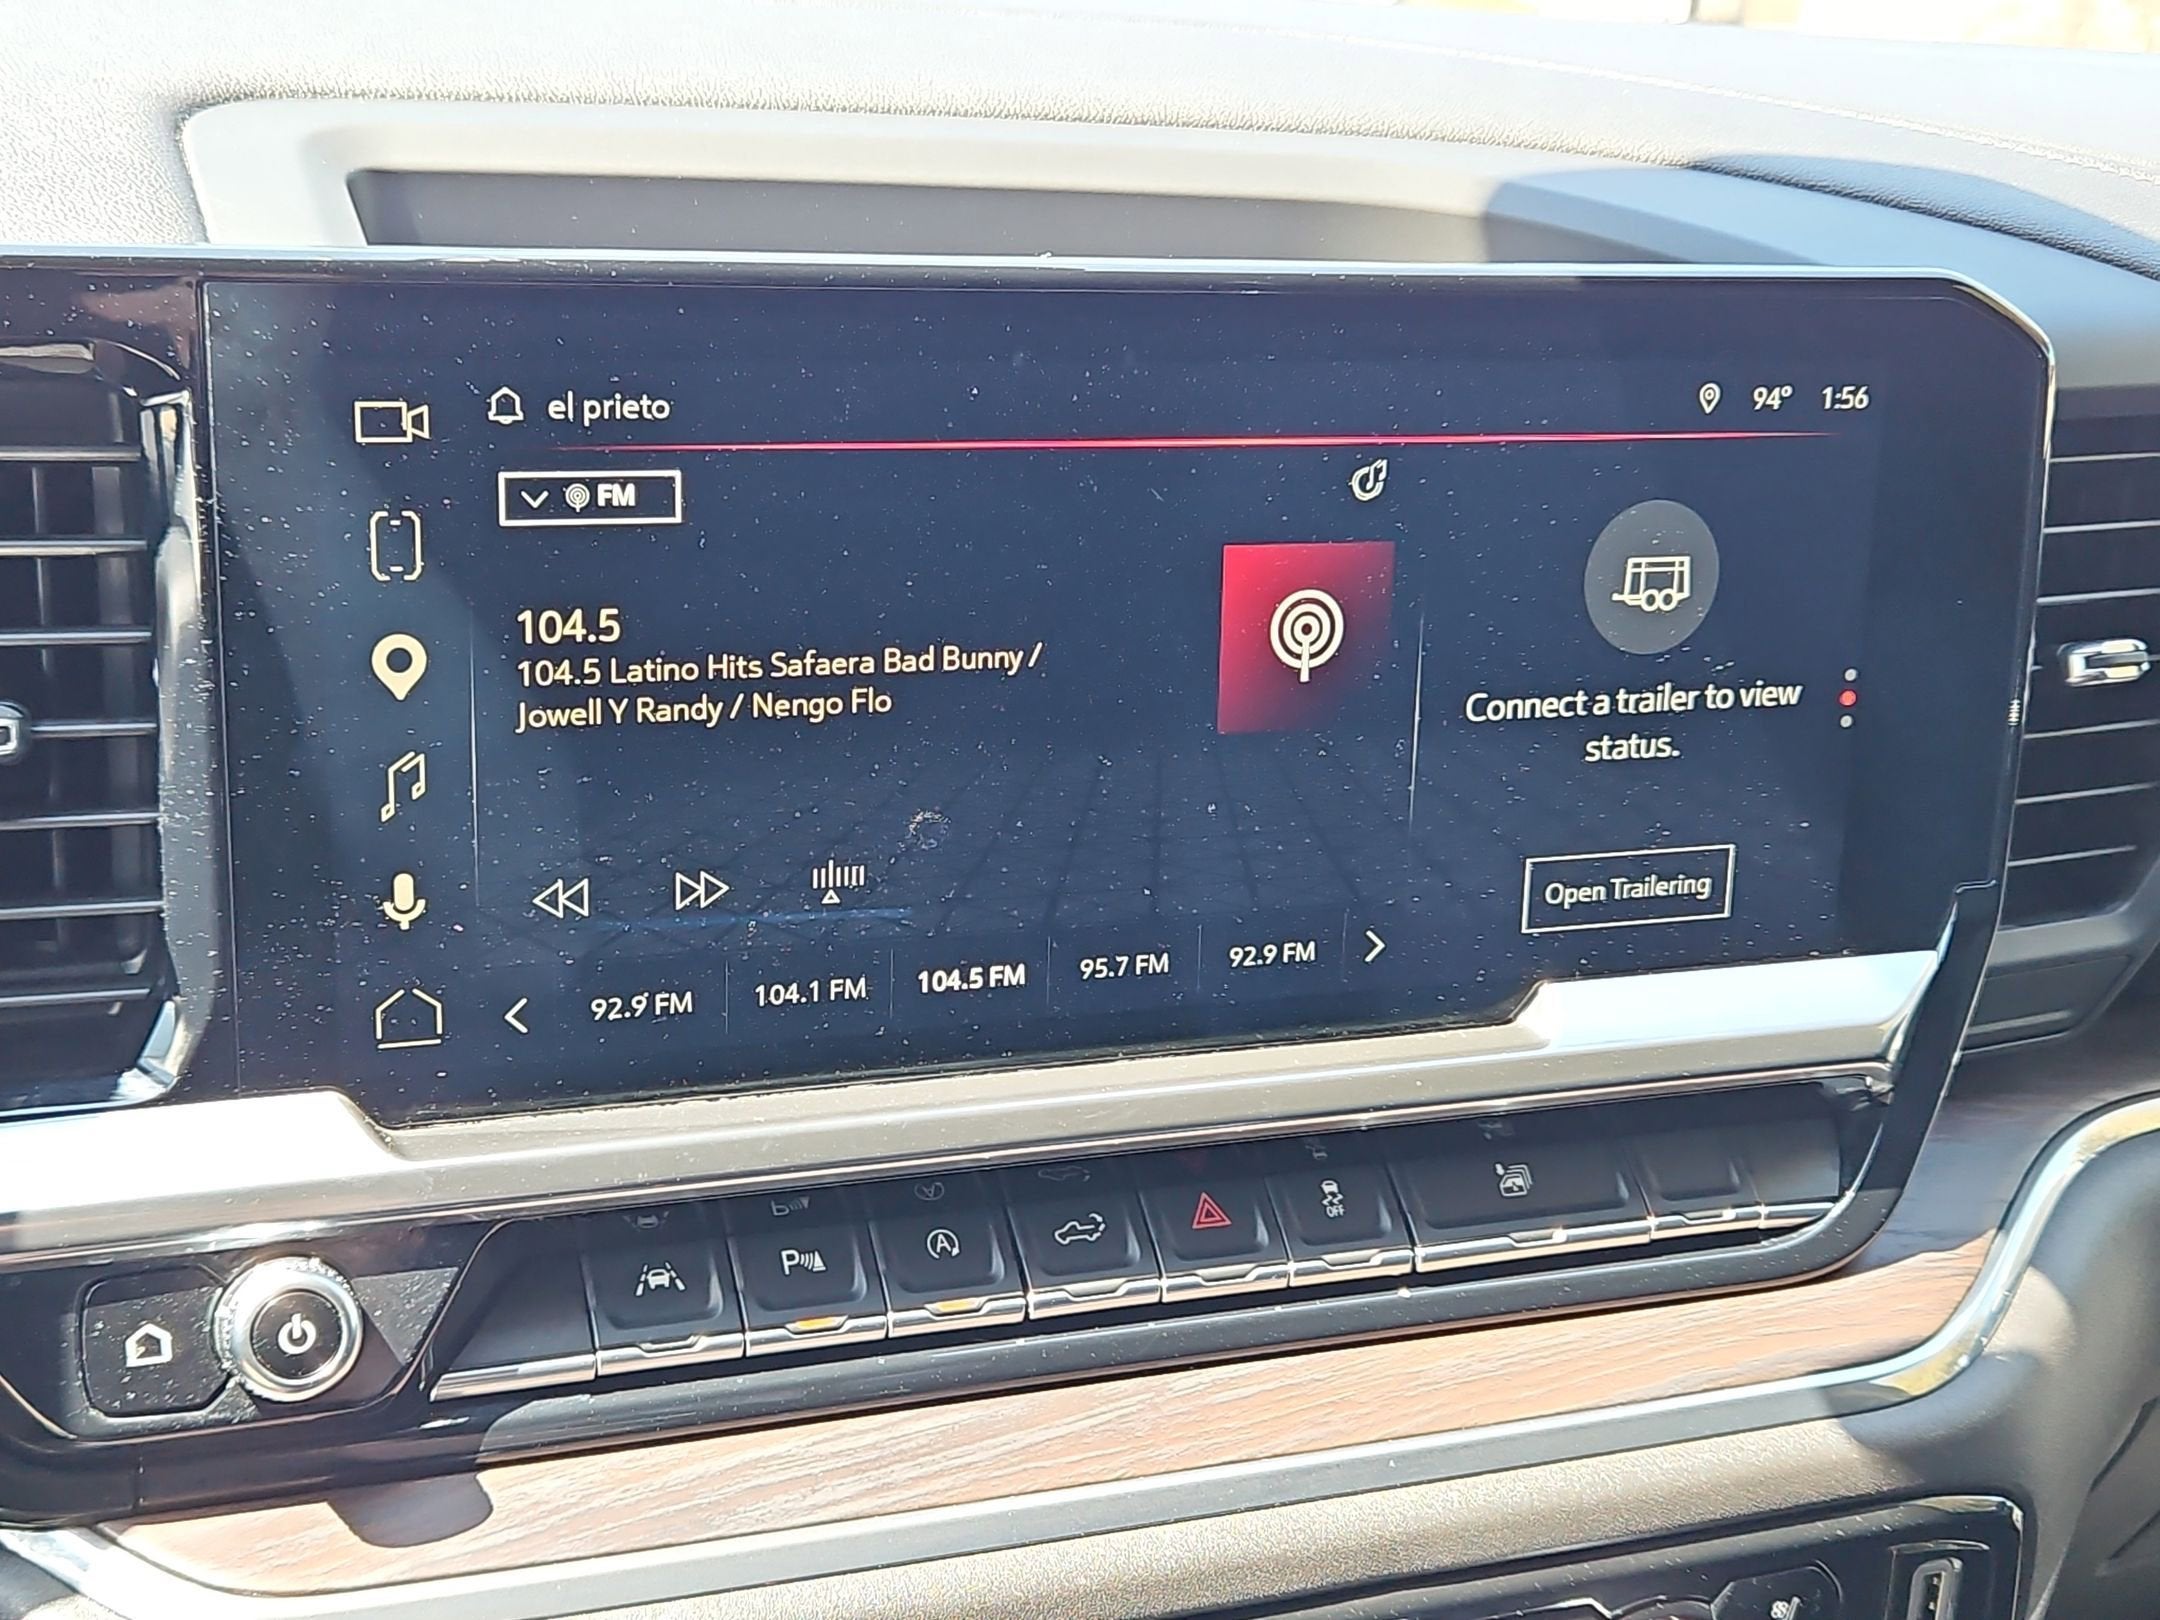 el prieto
94° 1:56
FM
104.5
104.5 Latino Hits Safaera Bad Bunny /
Jowell Y Randy / Nengo Flo
Connect a trailer to view
status.
Open Trailering
92.9 FM 104.1 FM 104.5 FM 95.7 FM 92.9 FM
P
A
OFF